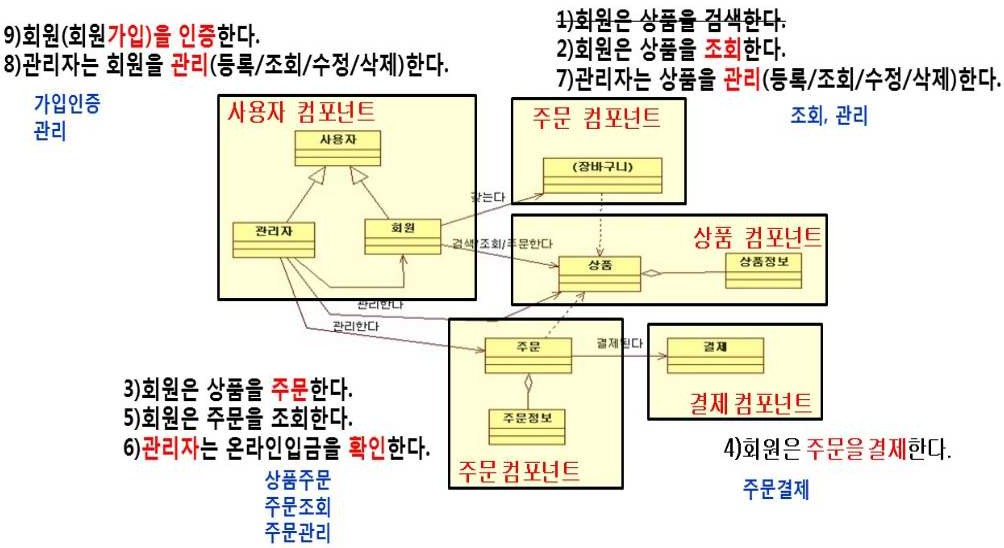 9)회원(회원가입)을 인증한다.
8)관리자는 회원을 관리(등록/조회/수정/삭제)한다.
가입인증
관리
1)회원은 상품을 검색한다.
2)회원은 상품을 조회한다.
7)관리자는 상품을 관리(등록/조회/수정/삭제)한다.
조회, 관리
사용자 컴포넌트
사용자
관리자
회원
주문 컴포넌트
(장바구니)
갖는다
검색/조회/주문한다
상품 컴포넌트
상품
상품정보
관리한다
관리한다
주문
결제된다
주문정보
주문컴포넌트
결제
결제컴포넌트
3)회원은 상품을 주문한다.
5)회원은 주문을 조회한다.
6)관리자는 온라인입금을 확인한다.
상품주문
주문조회
주문관리
4)회원은 주문을 결제한다.
주문결제